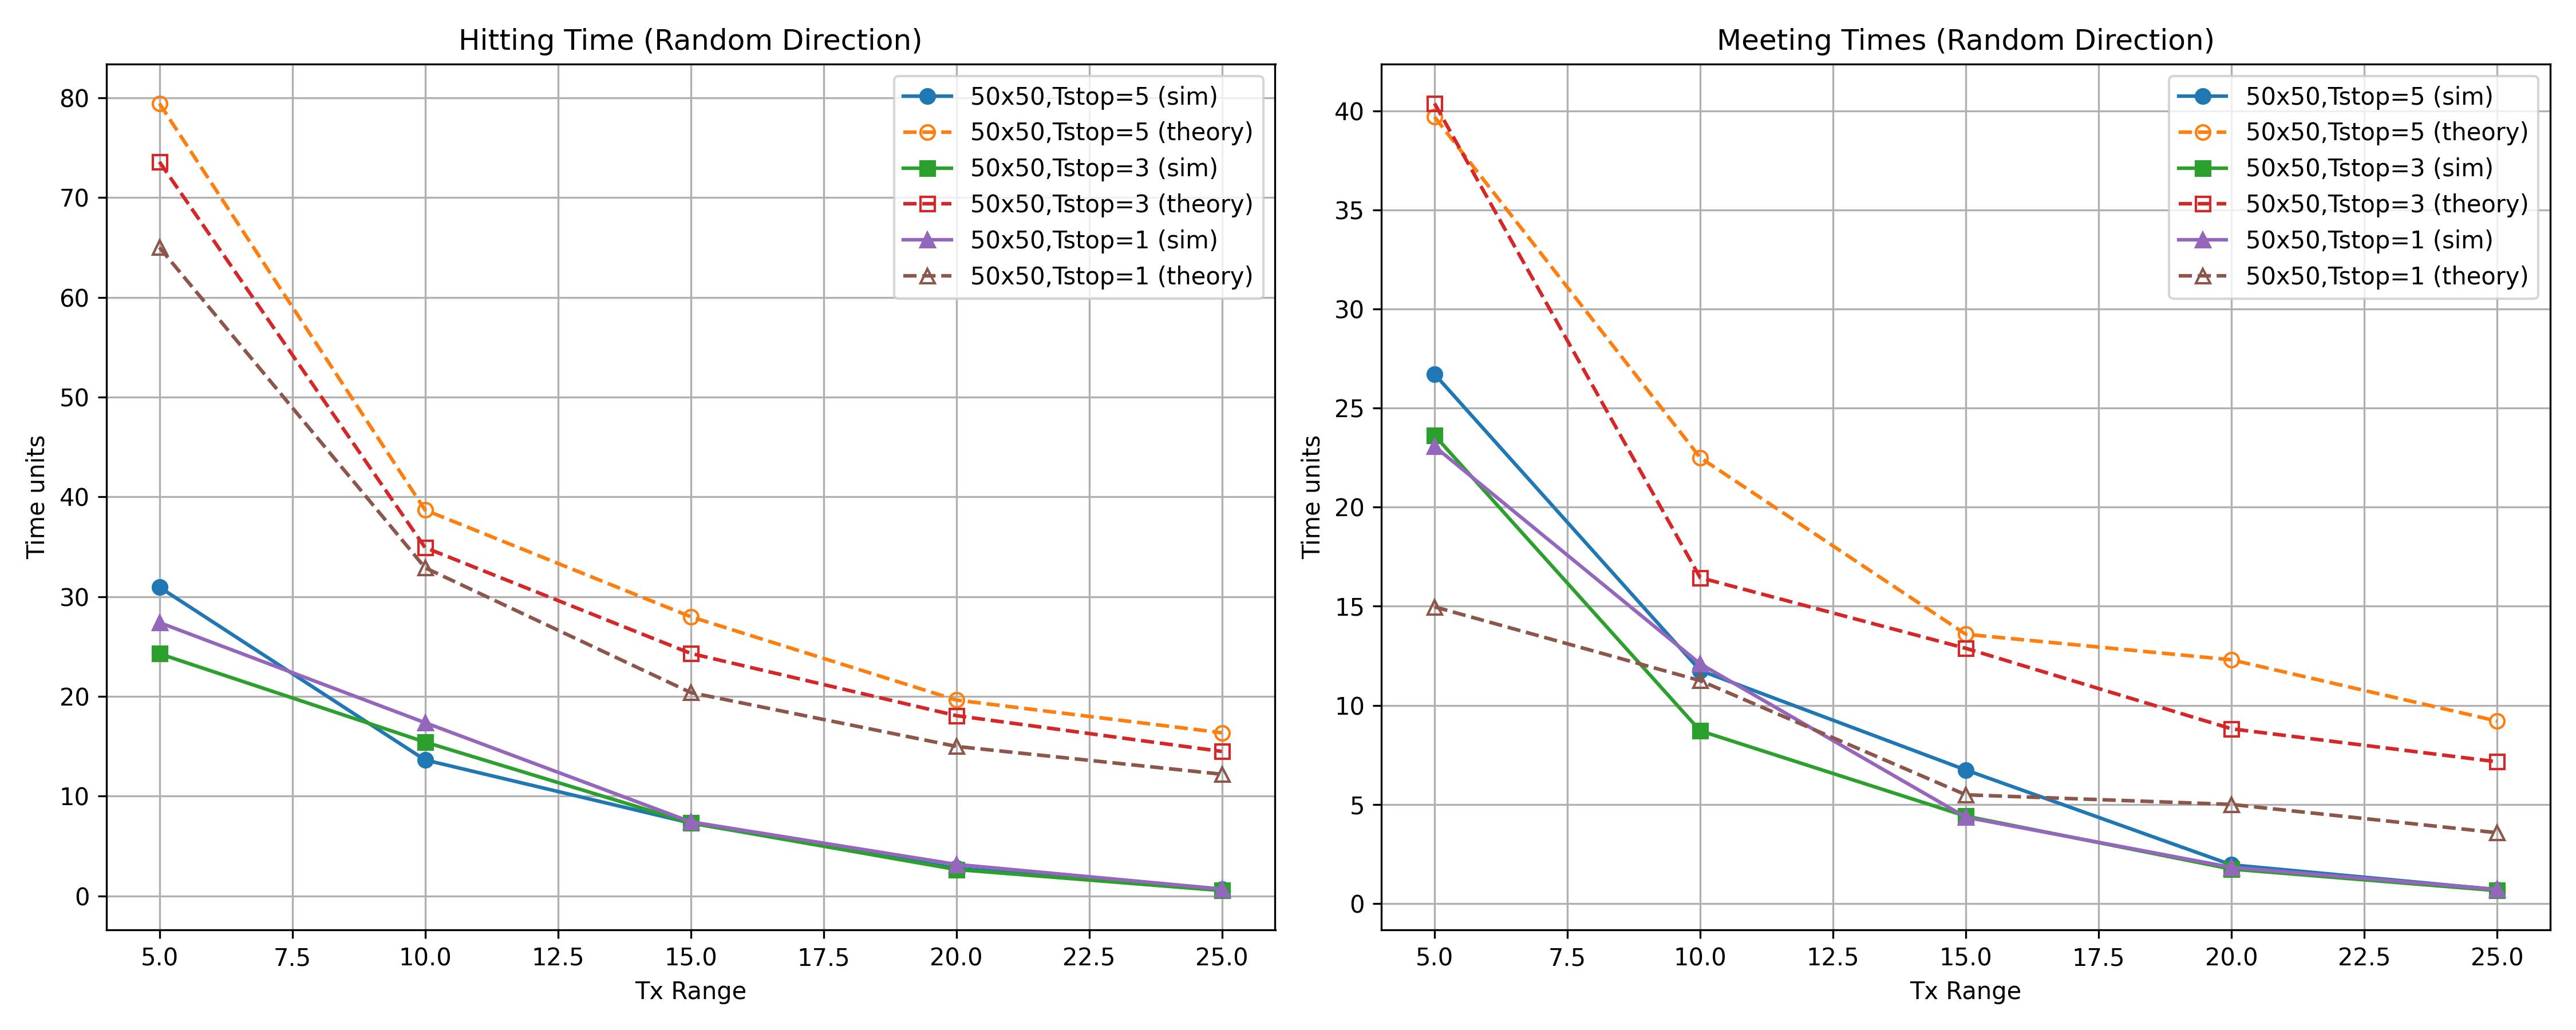 Hitting Time (Random Direction)
80
70
60
50
40
30
20
10
0
Time units
5.0 7.5 10.0 12.5 15.0 17.5 20.0 22.5 25.0
Tx Range
50x50,Tstop=5 (sim)
50x50,Tstop=5 (theory)
50x50,Tstop=3 (sim)
50x50,Tstop=3 (theory)
50x50,Tstop=1 (sim)
50x50,Tstop=1 (theory)
Meeting Times (Random Direction)
40
35
30
25
20
15
10
5
0
Time units
5.0 7.5 10.0 12.5 15.0 17.5 20.0 22.5 25.0
Tx Range
50x50,Tstop=5 (sim)
50x50,Tstop=5 (theory)
50x50,Tstop=3 (sim)
50x50,Tstop=3 (theory)
50x50,Tstop=1 (sim)
50x50,Tstop=1 (theory)